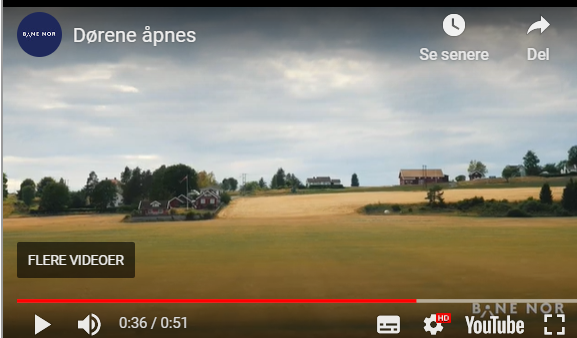 BANE NOR
Dørene åpnes
Se senere
Del
FLERE VIDEOER
BANE NOR
0:36 / 0:51
HD
YouTube